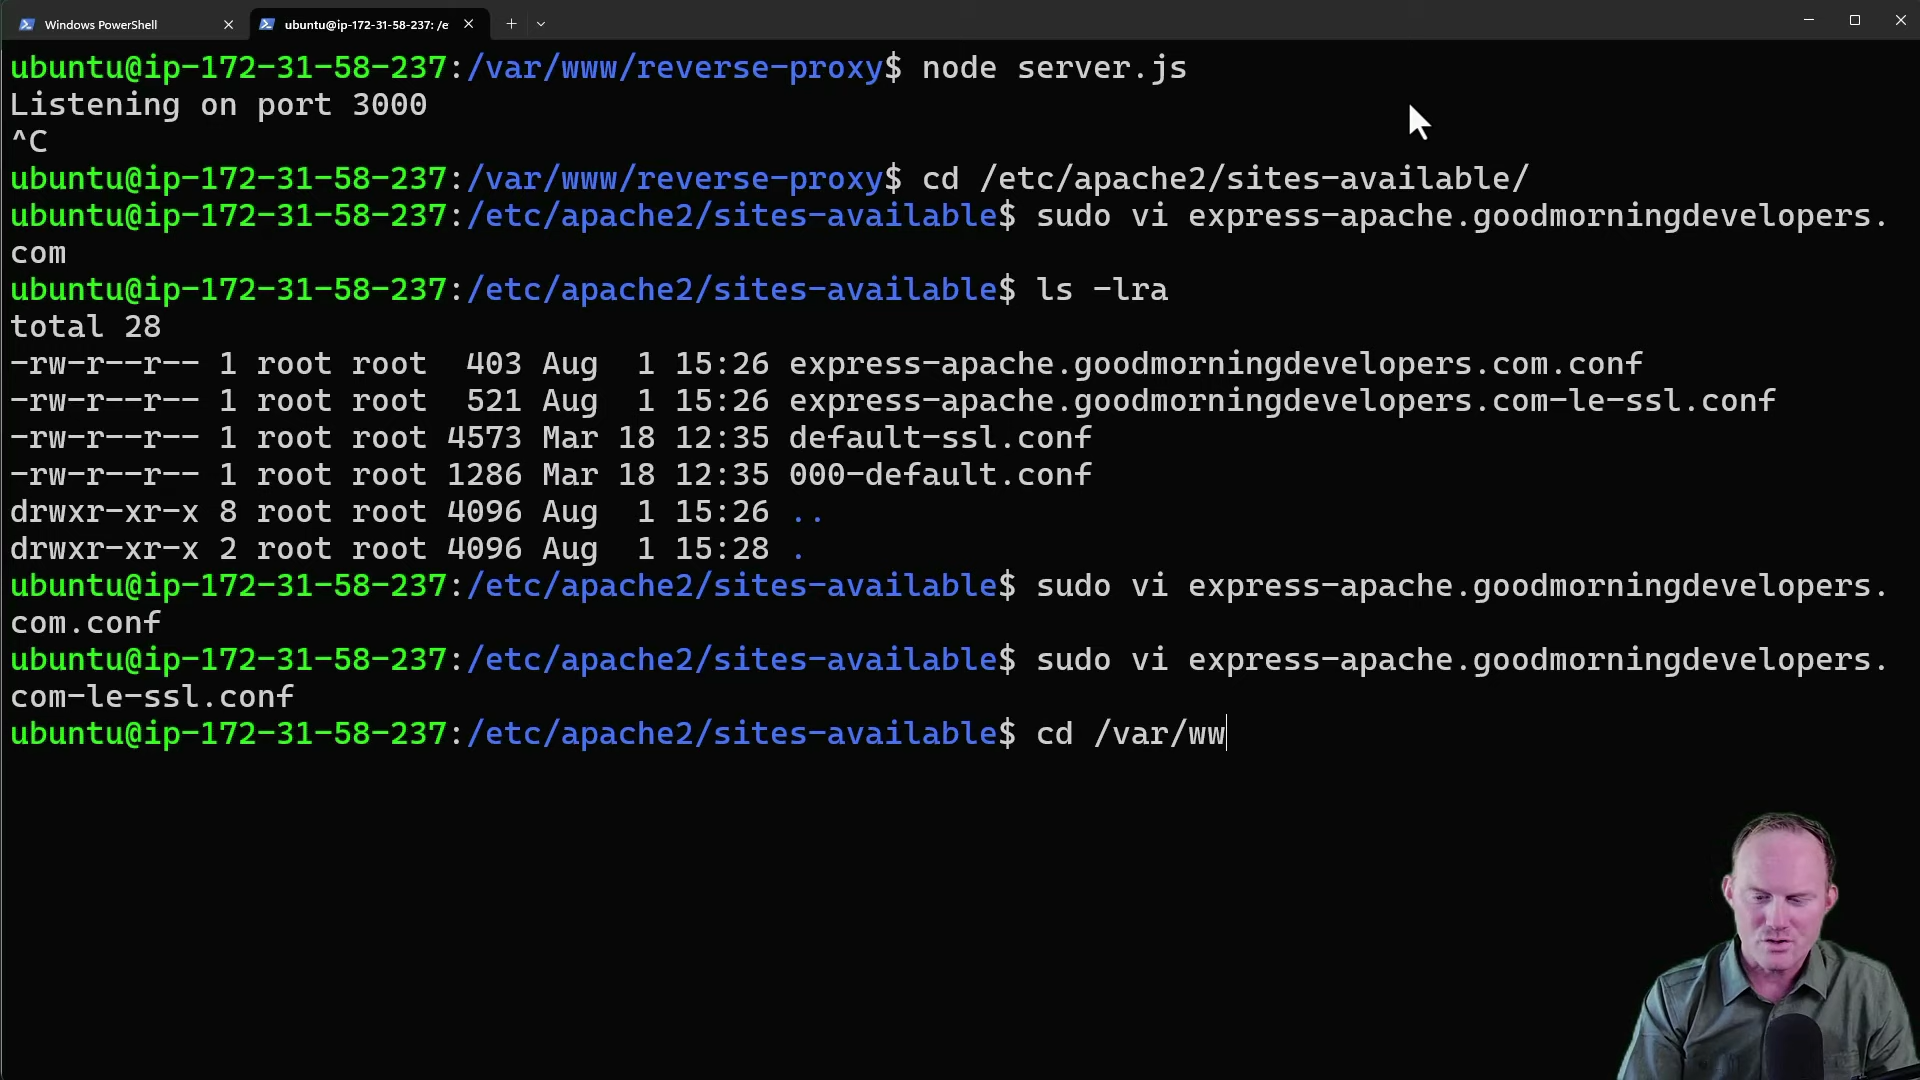 Windows PowerShell
ubuntu@ip-172-31-58-237: /e
ubuntu@ip-172-31-58-237:/var/www/reverse-proxy$ node server.js
Listening on port 3000
^C
ubuntu@ip-172-31-58-237:/var/www/reverse-proxy$ cd /etc/apache2/sites-available/
ubuntu@ip-172-31-58-237:/etc/apache2/sites-available$ sudo vi express-apache.goodmorningdevelopers.
com
ubuntu@ip-172-31-58-237:/etc/apache2/sites-available$ ls -lra
total 28
-rw-r--r-- 1 root root  403 Aug  1 15:26 express-apache.goodmorningdevelopers.com.conf
-rw-r--r-- 1 root root  521 Aug  1 15:26 express-apache.goodmorningdevelopers.com-le-ssl.conf
-rw-r--r-- 1 root root 4573 Mar 18 12:35 default-ssl.conf
-rw-r--r-- 1 root root 1286 Mar 18 12:35 000-default.conf
drwxr-xr-x 8 root root 4096 Aug  1 15:26 ..
drwxr-xr-x 2 root root 4096 Aug  1 15:28 .
ubuntu@ip-172-31-58-237:/etc/apache2/sites-available$ sudo vi express-apache.goodmorningdevelopers.
com.conf
ubuntu@ip-172-31-58-237:/etc/apache2/sites-available$ sudo vi express-apache.goodmorningdevelopers.
com-le-ssl.conf
ubuntu@ip-172-31-58-237:/etc/apache2/sites-available$ cd /var/ww